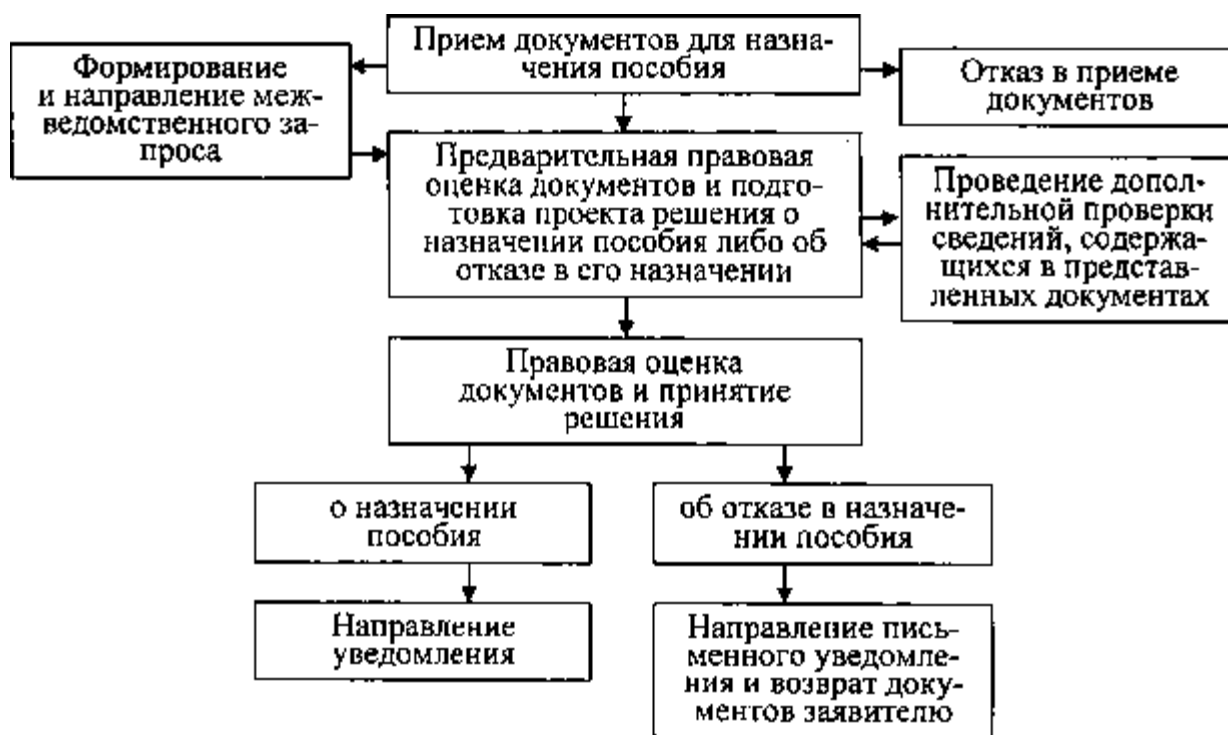 Прием документов для назна-
чения пособия
Формирование
и направление меж-
ведомственного за-
проса
Отказ в приеме
документов
Предварительная правовая
оценка документов и подго-
товка проекта решения о
назначении пособия либо об
отказе в его назначении
Проведение допол-
нительной проверки
сведений, содержа-
щихся в представ-
ленных документах
Правовая оценка
документов и принятие
решения
о назначении
пособия
об отказе в назначе-
нии пособия
Направление
уведомления
Направление пись-
менного уведомле-
ния и возврат доку-
ментов заявителю